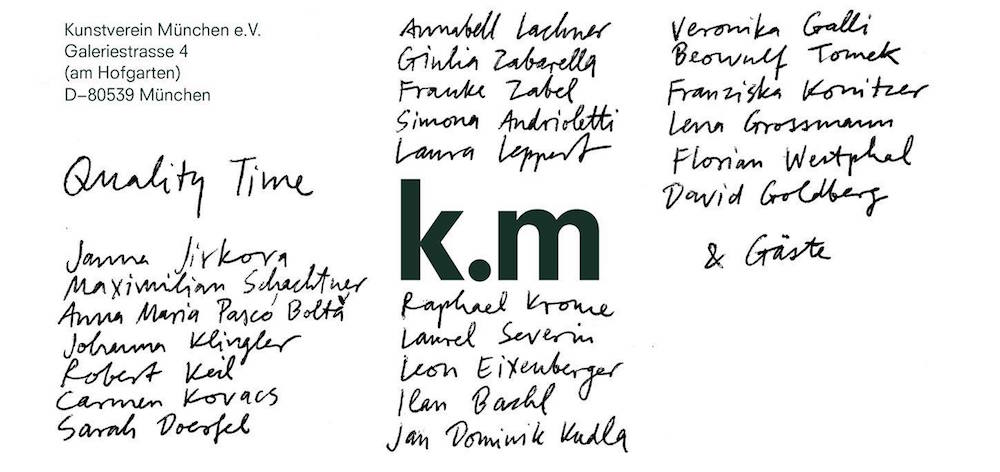 Kunstverein München e.V.
Galeriestrasse 4
(am Hofgarten)
D–80539 München
Quality Time
Janna Jirkova
Maximilian Schachtner
Anna Maria Pascó Boltà
Johanna Klingler
Robert Keil
Carmen Kovacs
Sarah Doerfel
Annabell Lachner
Giulia Zabarella
Frauke Zabel
Simona Andrioletti
Laura Leppert
k.m
Raphael Krome
Laurel Severin
Leon Eixenberger
Ilan Bachl
Jan Dominik Kudla
Veronika Galli
Beowulf Tomek
Franziska Konitzer
Lena Grossmann
Florian Westphal
David Goldberg
& Gäste